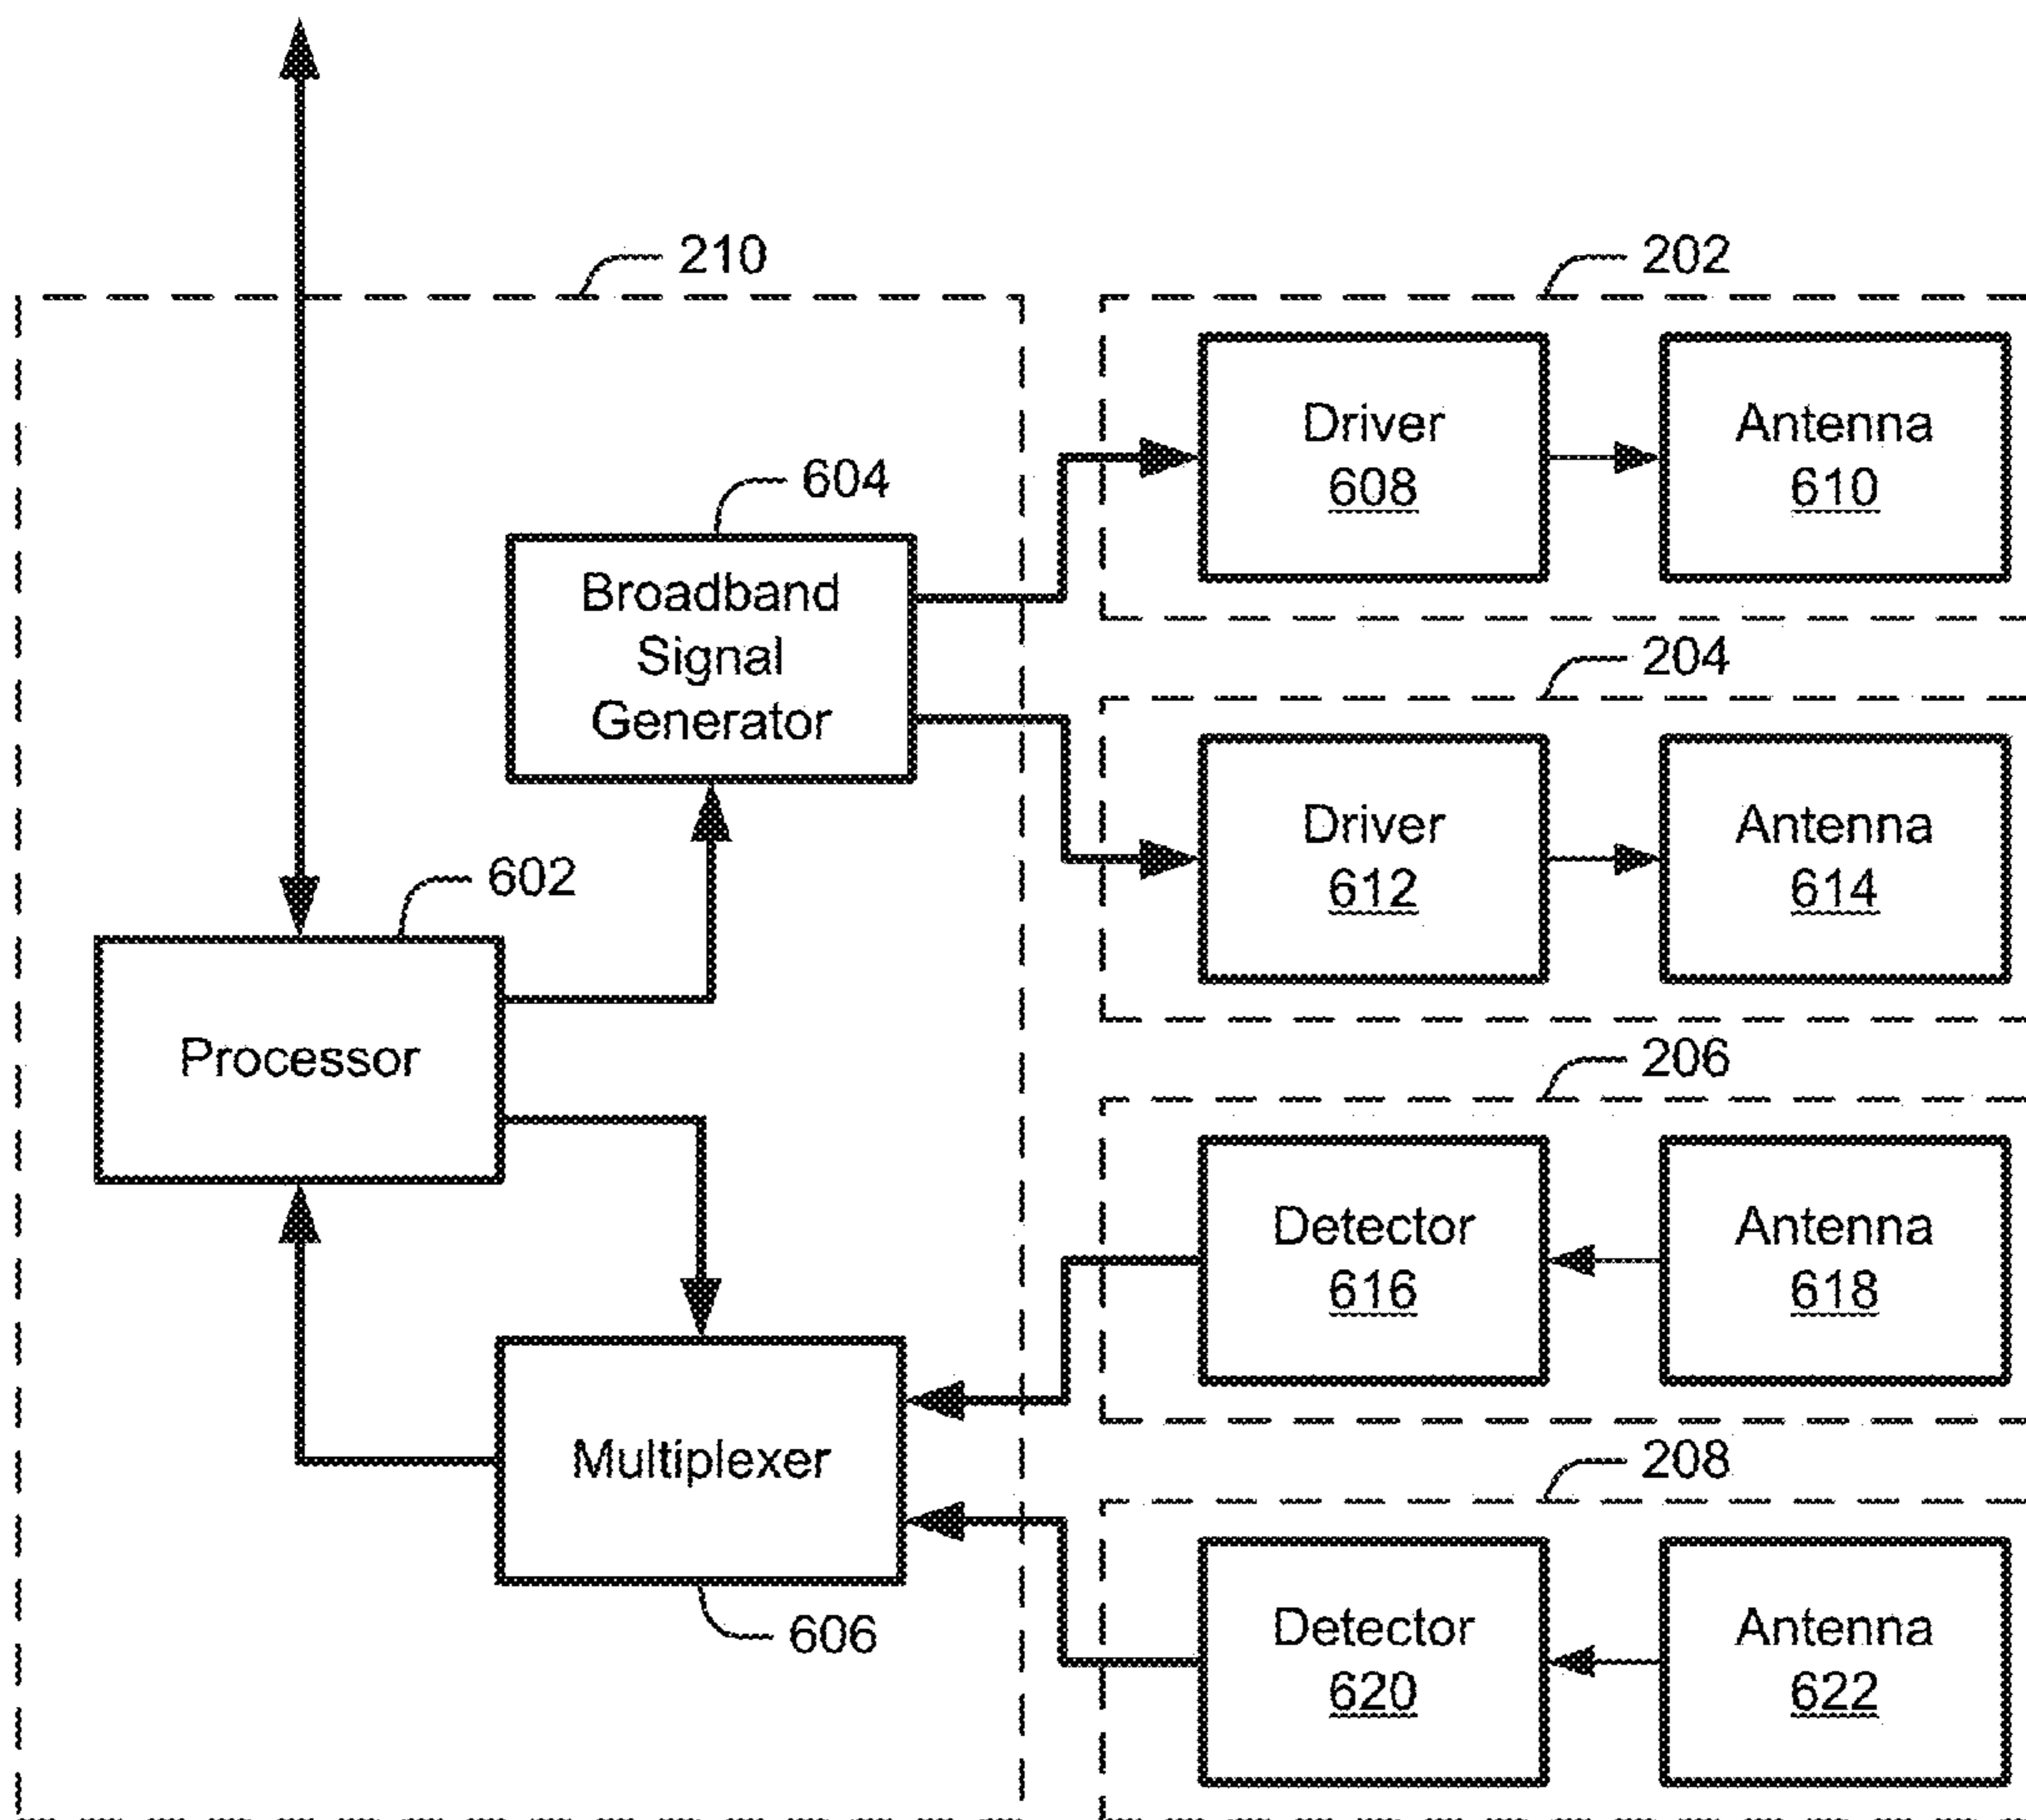 210
202
604
Driver
608
Antenna
610
Broadband
Signal
Generator
204
602
Driver
612
Antenna
614
Processor
206
Detector
616
Antenna
618
Multiplexer
208
606
Detector
620
Antenna
622